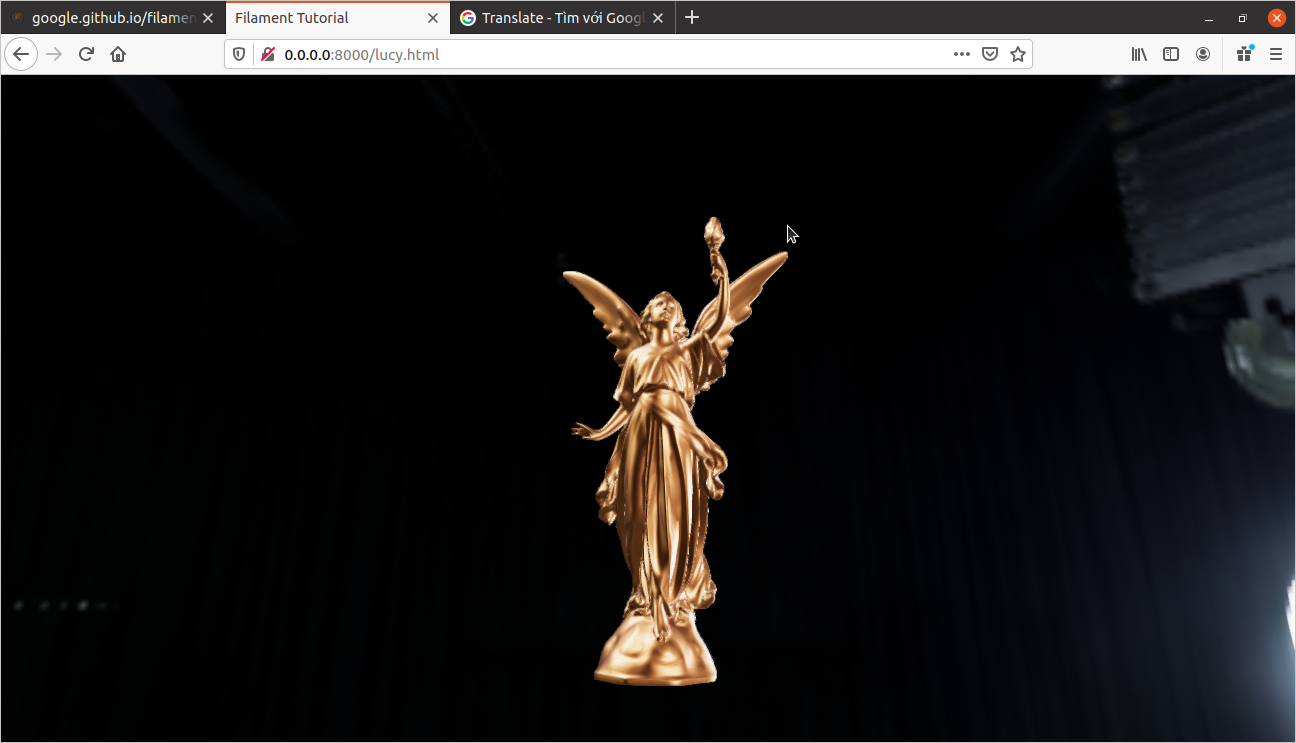 google.github.io/filamen
Filament Tutorial
Translate - Tìm với Googl
0.0.0.0:8000/lucy.html